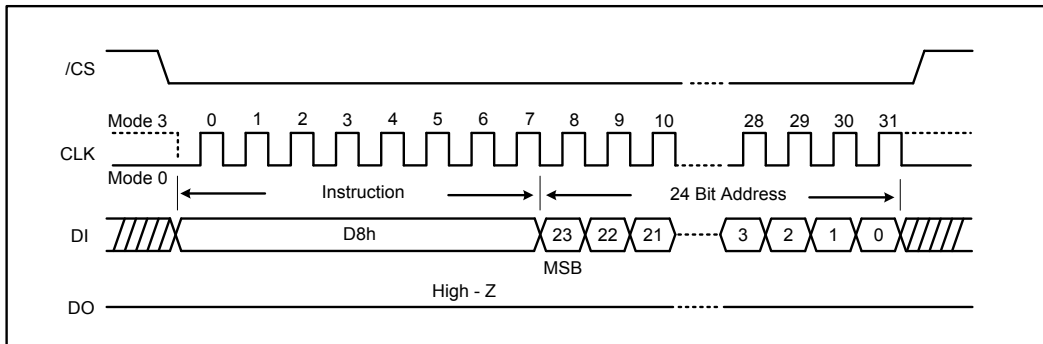 /CS
Mode 3 0 1 2 3 4 5 6 7 8 9 10 28 29 30 31
CLK
Mode 0
Instruction 24 Bit Address
DI D8h 23 22 21 3 2 1 0
MSB
High - Z
DO